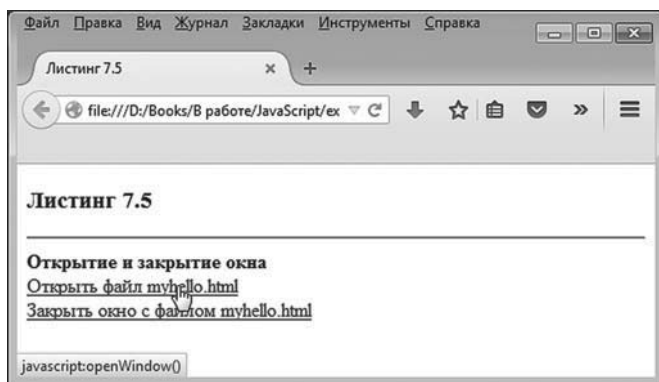 Файл Правка Вид Журнал Закладки Инструменты Справка
Листинг 7.5
file:///D:/Books/В работе/JavaScript/ex
Листинг 7.5
Открытие и закрытие окна
Открыть файл myhello.html
Закрыть окно с файлом myhello.html
javascript:openWindow()